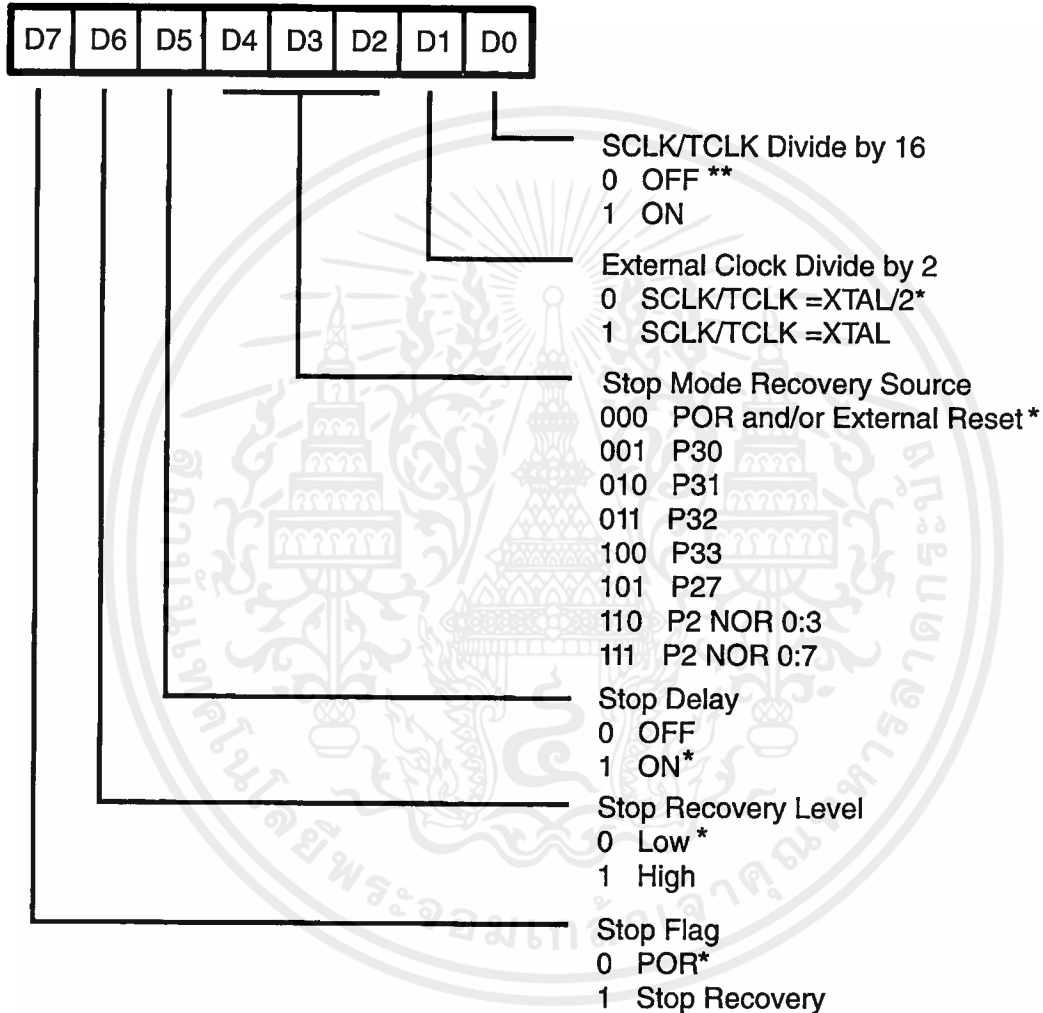 D7 D6 D5 D4 D3 D2 D1 D0
SCLK/TCLK Divide by 16
0 OFF **
1 ON
External Clock Divide by 2
0 SCLK/TCLK =XTAL/2*
1 SCLK/TCLK =XTAL
Stop Mode Recovery Source
000 POR and/or External Reset *
001 P30
010 P31
011 P32
100 P33
101 P27
110 P2 NOR 0:3
111 P2 NOR 0:7
Stop Delay
0 OFF
1 ON*
Stop Recovery Level
0 Low *
1 High
Stop Flag
0 POR*
1 Stop Recovery